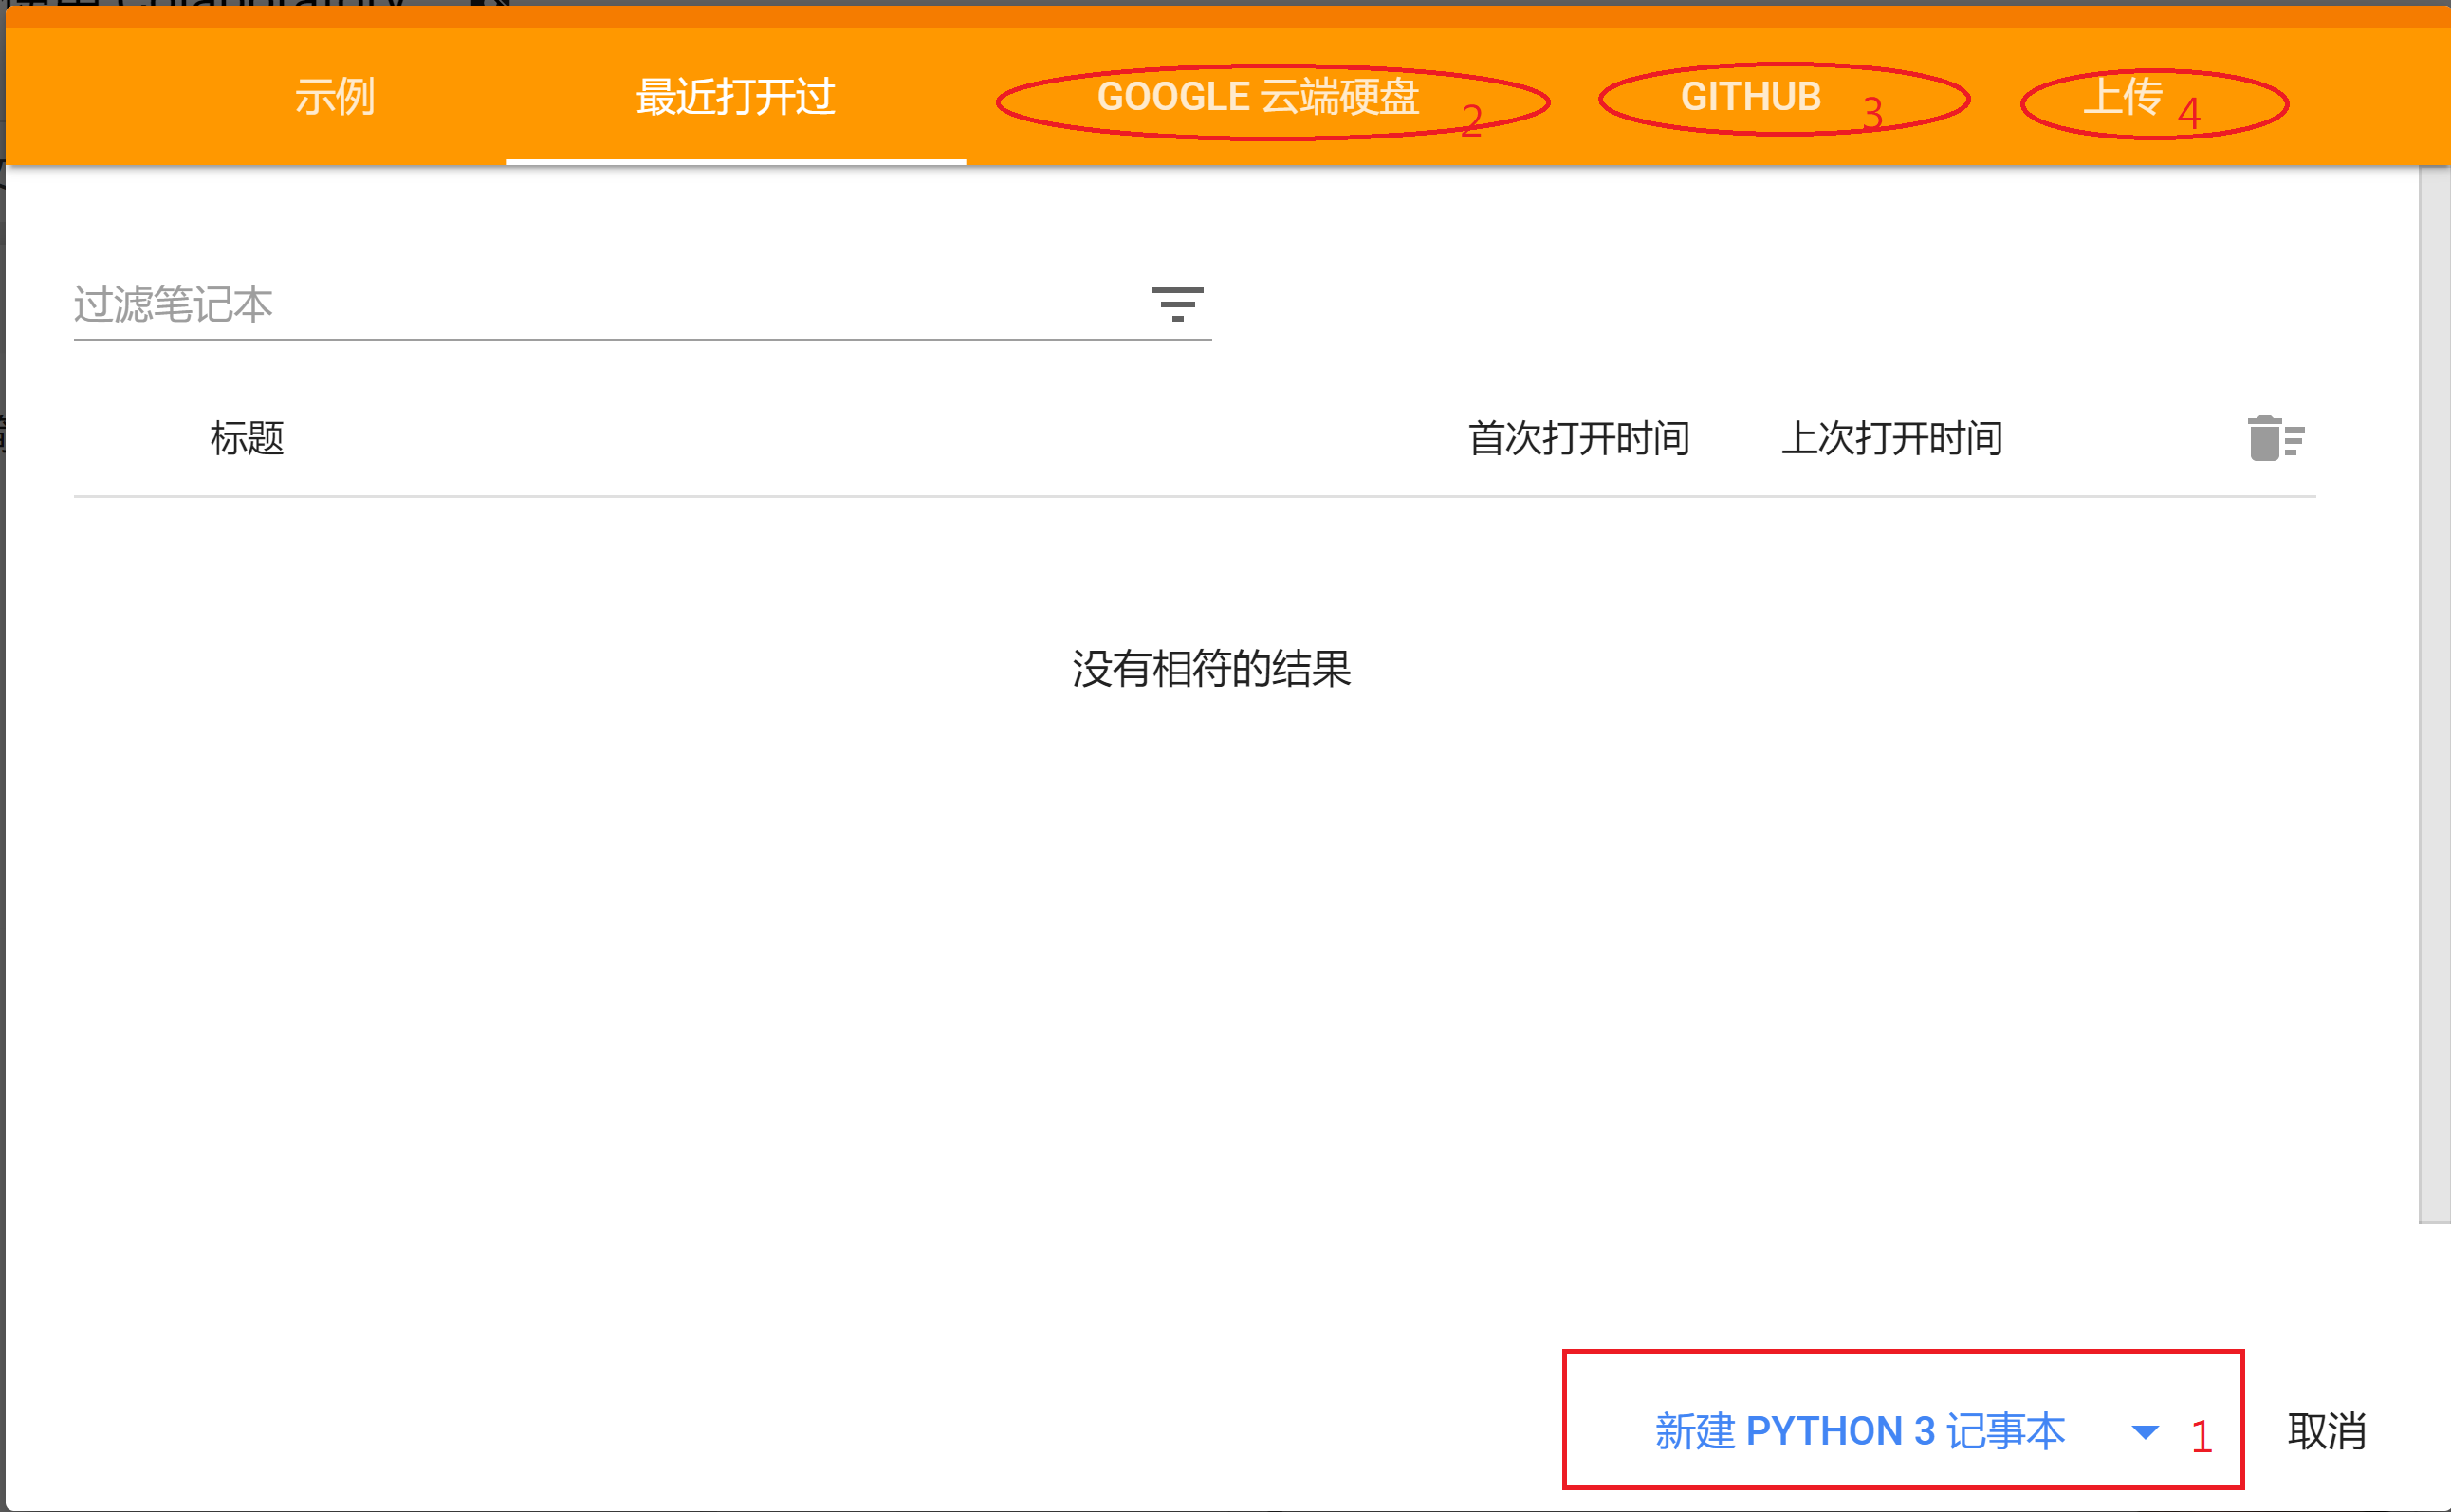 示例 最近打开过 GOOGLE 云端硬盘 2 GITHUB 3 上传 4
过滤笔记本
标题 首次打开时间 上次打开时间
没有相符的结果
新建 PYTHON 3 记事本 1 取消